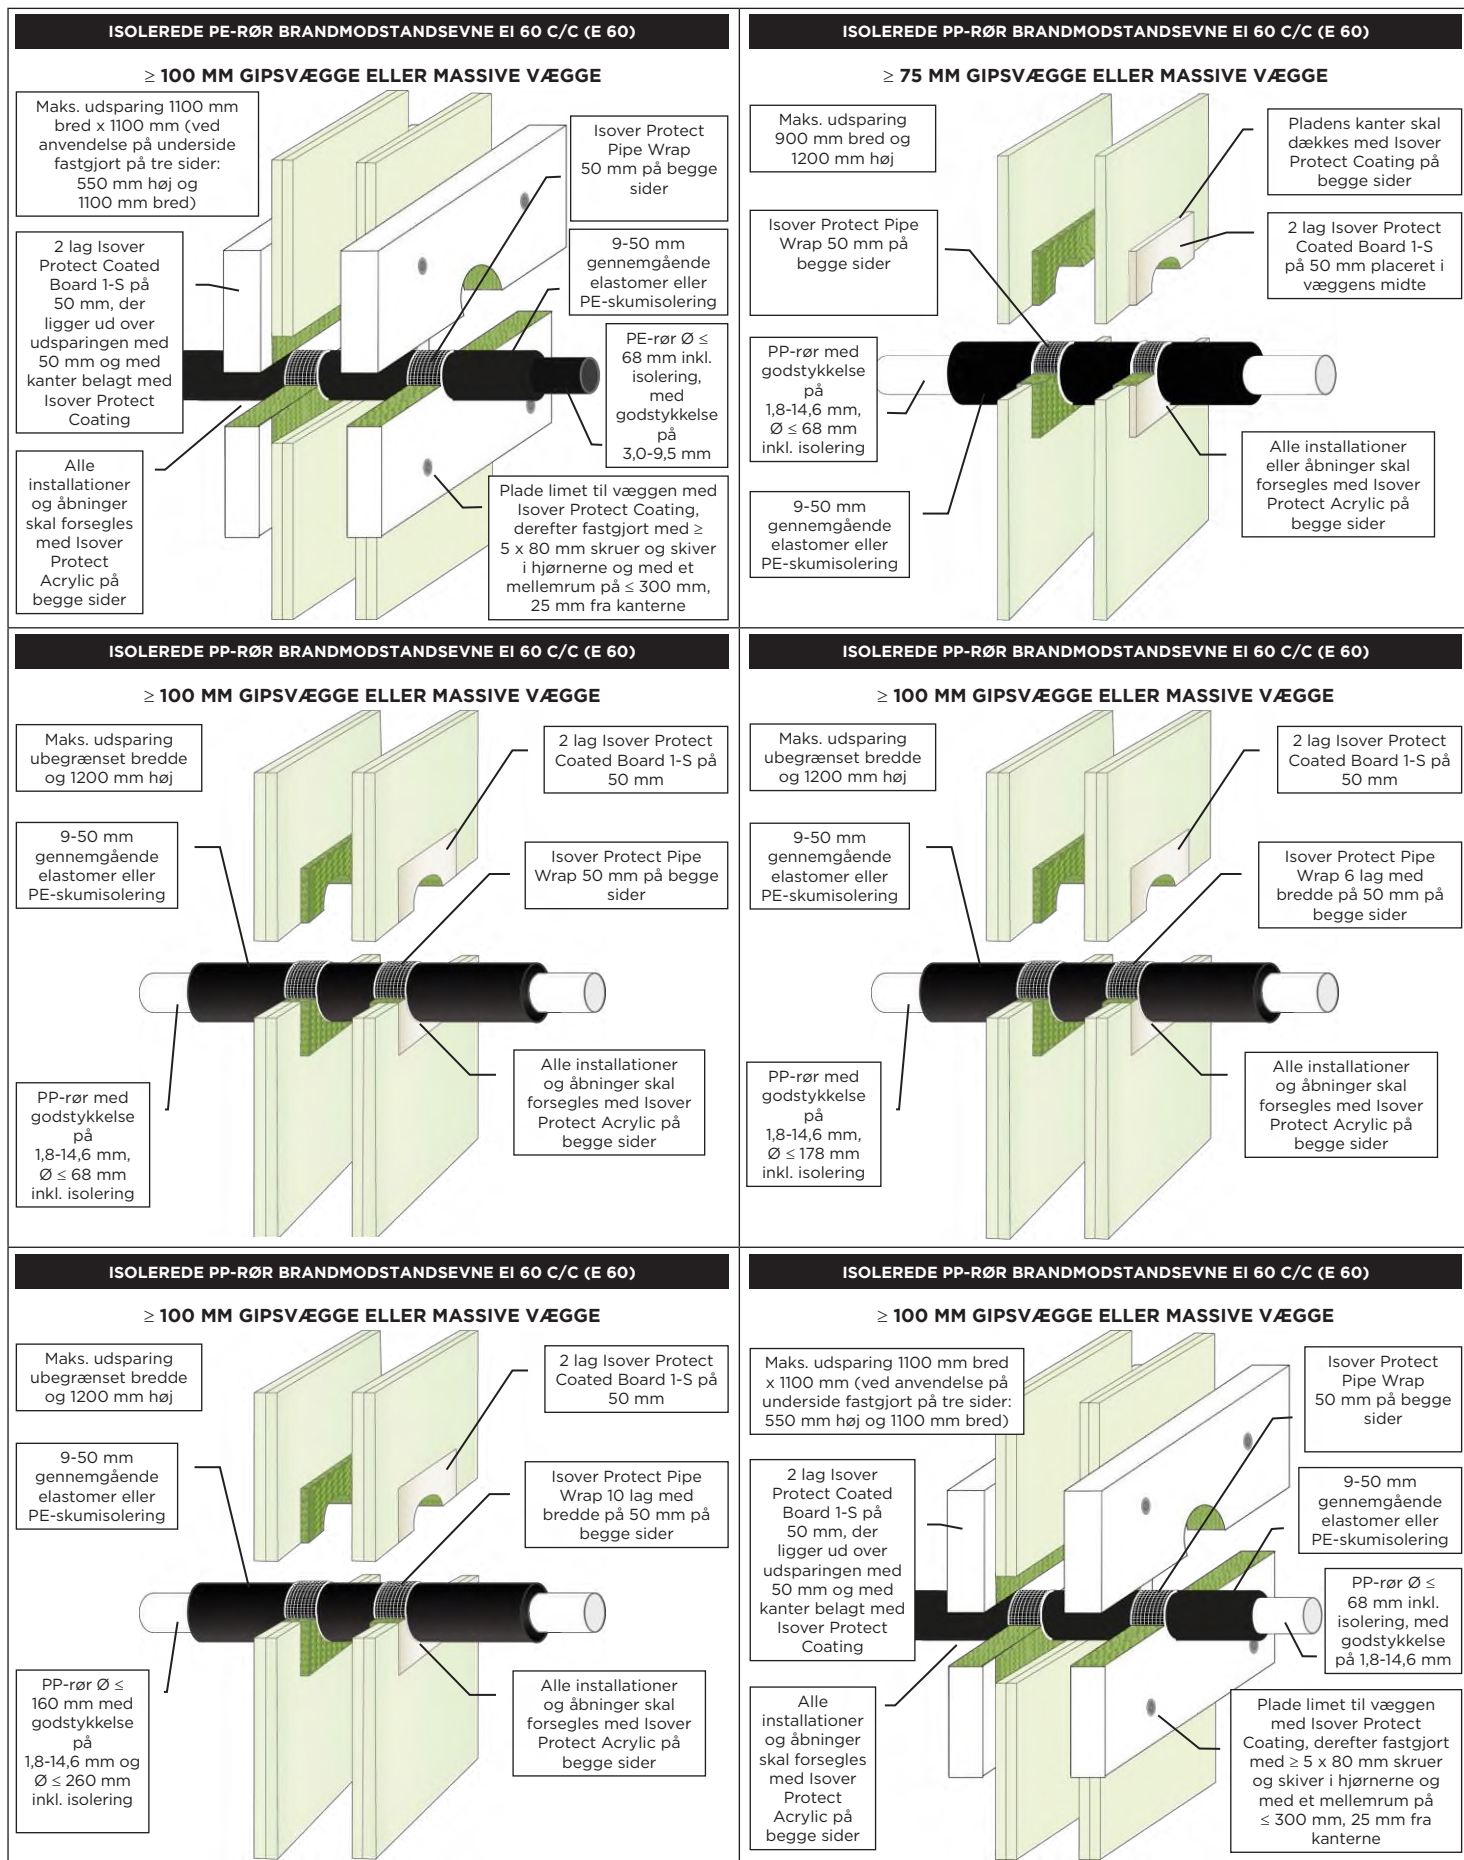 ISOLEREDE PE-RØR BRANDMODSTANDSEVNE EI 60 C/C (E 60)
≥ 100 MM GIPSVÆGGE ELLER MASSIVE VÆGGE
Maks. udsparing 1100 mm
bred x 1100 mm (ved
anvendelse på underside
fastgjort på tre sider:
550 mm høj og
1100 mm bred)
Isover Protect
Pipe Wrap
50 mm på begge
sider
2 lag Isover
Protect Coated
Board 1-S på
50 mm, der
ligger ud over
udsparingen med
50 mm og med
kanter belagt med
Isover Protect
Coating
9-50 mm
gennemgående
elastomer eller
PE-skumisolering
PE-rør Ø ≤
68 mm inkl.
isolering,
med
godstykkelse
på
3,0-9,5 mm
Alle
installationer
og åbninger
skal forsegles
med Isover
Protect
Acrylic på
begge sider
Plade limet til væggen med
Isover Protect Coating,
derefter fastgjort med ≥
5 x 80 mm skruer og skiver
i hjørnerne og med et
mellemrum på ≤ 300 mm,
25 mm fra kanterne
ISOLEREDE PP-RØR BRANDMODSTANDSEVNE EI 60 C/C (E 60)
≥ 75 MM GIPSVÆGGE ELLER MASSIVE VÆGGE
Maks. udsparing
900 mm bred og
1200 mm høj
Pladens kanter skal
dækkes med Isover
Protect Coating på
begge sider
Isover Protect Pipe
Wrap 50 mm på
begge sider
2 lag Isover Protect
Coated Board 1-S
på 50 mm placeret i
væggens midte
PP-rør med
godstykkelse
på
1,8-14,6 mm,
Ø ≤ 68 mm
inkl. isolering
Alle installationer
eller åbninger skal
forsegles med Isover
Protect Acrylic på
begge sider
9-50 mm
gennemgående
elastomer eller
PE-skumisolering
ISOLEREDE PP-RØR BRANDMODSTANDSEVNE EI 60 C/C (E 60)
≥ 100 MM GIPSVÆGGE ELLER MASSIVE VÆGGE
Maks. udsparing
ubegrænset bredde
og 1200 mm høj
2 lag Isover Protect
Coated Board 1-S på
50 mm
9-50 mm
gennemgående
elastomer eller
PE-skumisolering
Isover Protect Pipe
Wrap 50 mm på begge
sider
PP-rør med
godstykkelse
på
1,8-14,6 mm,
Ø ≤ 68 mm
inkl. isolering
Alle installationer
og åbninger skal
forsegles med Isover
Protect Acrylic på
begge sider
ISOLEREDE PP-RØR BRANDMODSTANDSEVNE EI 60 C/C (E 60)
≥ 100 MM GIPSVÆGGE ELLER MASSIVE VÆGGE
Maks. udsparing
ubegrænset bredde
og 1200 mm høj
2 lag Isover Protect
Coated Board 1-S på
50 mm
9-50 mm
gennemgående
elastomer eller
PE-skumisolering
Isover Protect Pipe
Wrap 6 lag med
bredde på 50 mm på
begge sider
PP-rør med
godstykkelse
på
1,8-14,6 mm,
Ø ≤ 178 mm
inkl. isolering
Alle installationer
og åbninger skal
forsegles med Isover
Protect Acrylic på
begge sider
ISOLEREDE PP-RØR BRANDMODSTANDSEVNE EI 60 C/C (E 60)
≥ 100 MM GIPSVÆGGE ELLER MASSIVE VÆGGE
Maks. udsparing
ubegrænset bredde
og 1200 mm høj
2 lag Isover Protect
Coated Board 1-S på
50 mm
9-50 mm
gennemgående
elastomer eller
PE-skumisolering
Isover Protect Pipe
Wrap 10 lag med
bredde på 50 mm på
begge sider
PP-rør Ø ≤
160 mm med
godstykkelse
på
1,8-14,6 mm og
Ø ≤ 260 mm
inkl. isolering
Alle installationer
og åbninger skal
forsegles med Isover
Protect Acrylic på
begge sider
ISOLEREDE PP-RØR BRANDMODSTANDSEVNE EI 60 C/C (E 60)
≥ 100 MM GIPSVÆGGE ELLER MASSIVE VÆGGE
Maks. udsparing 1100 mm bred
x 1100 mm (ved anvendelse på
underside fastgjort på tre sider:
550 mm høj og 1100 mm bred)
Isover Protect
Pipe Wrap
50 mm på begge
sider
2 lag Isover
Protect Coated
Board 1-S på
50 mm, der
ligger ud over
udsparingen med
50 mm og med
kanter belagt med
Isover Protect
Coating
9-50 mm
gennemgående
elastomer eller
PE-skumisolering
PP-rør Ø ≤
68 mm inkl.
isolering, med
godstykkelse
på 1,8-14,6 mm
Alle
installationer
og åbninger
skal forsegles
med Isover
Protect
Acrylic på
begge sider
Plade limet til væggen
med Isover Protect
Coating, derefter fastgjort
med ≥ 5 x 80 mm skruer
og skiver i hjørnerne og
med et mellemrum på
≤ 300 mm, 25 mm fra
kanterne